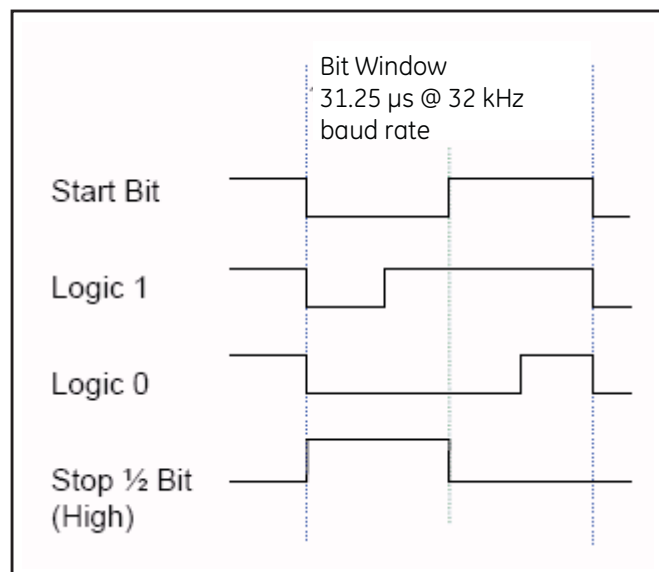 Bit Window
31.25 µs @ 32 kHz
baud rate
Start Bit
Logic 1
Logic 0
Stop ½ Bit
(High)